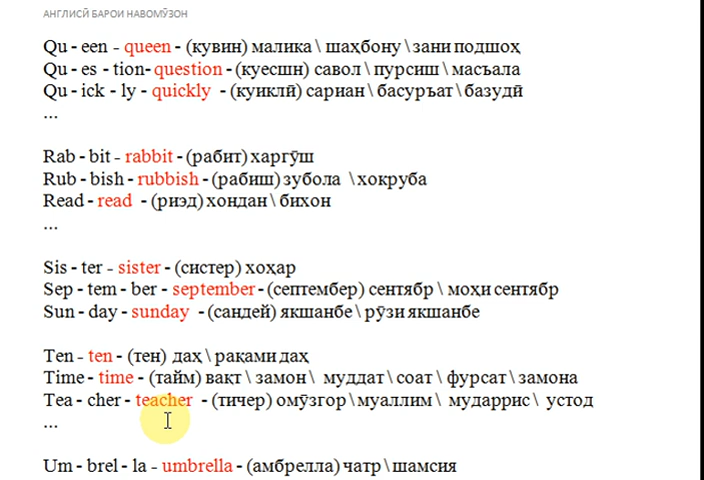 АНГЛИСӢ БАРОИ НАВОМӮЗОН
Qu - een - queen - (кувин) малика \ шаҳбону \ зани подшоҳ
Qu - es - tion- question - (куесшн) савол \ пурсиш \ масъала
Qu - ick - ly - quickly - (куиклӣ) сариан \ басуръат \ базудӣ
...
Rab - bit - rabbit - (рабит) харгӯш
Rub - bish - rubbish - (рабиш) зубола \ хокруба
Read - read - (риэд) хондан \ бихон
...
Sis - ter - sister - (систер) хоҳар
Sep - tem - ber - september - (септембер) сентябр \ моҳи сентябр
Sun - day - sunday - (сандей) якшанбе \ рӯзи якшанбе
Ten - ten - (тен) даҳ \ рақами даҳ
Time - time - (тайм) вақт \ замон \ муддат \ соат \ фурсат \ замона
Tea - cher - teacher - (тичер) омӯзгор \ муаллим \ мударрис \ устод
...
Um - brel - la - umbrella - (амбрелла) чатр \ шамсия